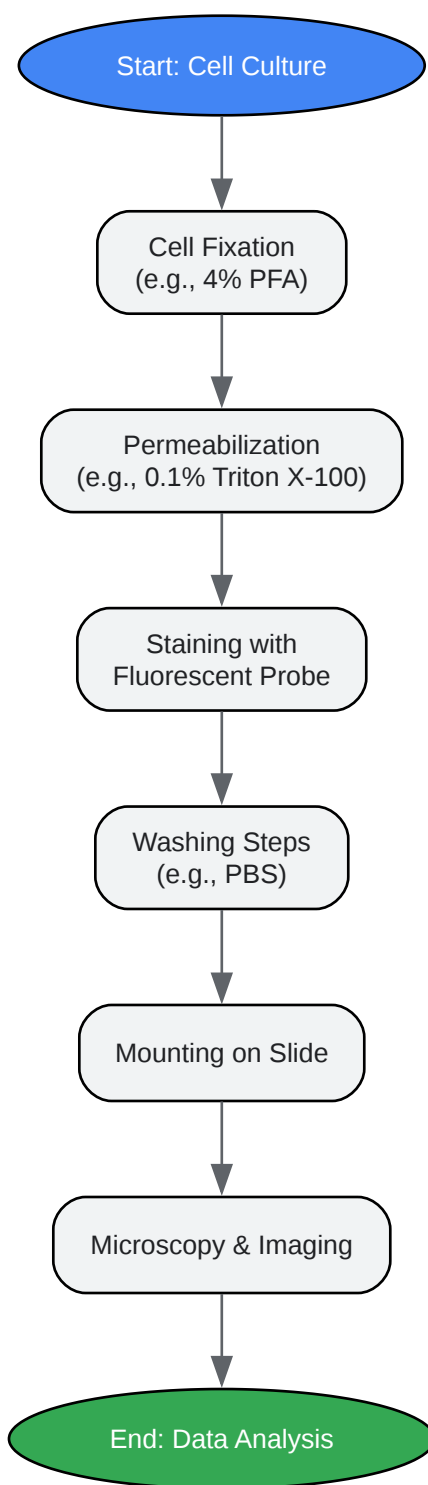 Start: Cell Culture
Cell Fixation
(e.g., 4% PFA)
Permeabilization
(e.g., 0.1% Triton X-100)
Staining with
Fluorescent Probe
Washing Steps
(e.g., PBS)
Mounting on Slide
Microscopy & Imaging
End: Data Analysis